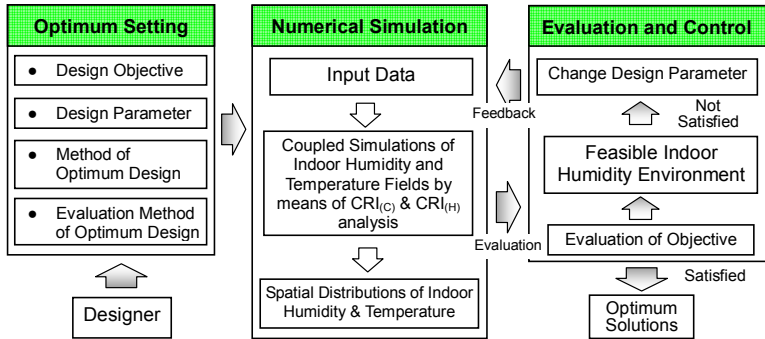 Optimum Setting
● Design Objective
● Design Parameter
● Method of
Optimum Design
● Evaluation Method
of Optimum Design
Designer
Numerical Simulation
Input Data
Coupled Simulations of
Indoor Humidity and
Temperature Fields by
means of CRI(C) & CRI(H)
analysis
Spatial Distributions of Indoor
Humidity & Temperature
Feedback
Evaluation
Evaluation and Control
Change Design Parameter
Not
Satisfied
Feasible Indoor
Humidity Environment
Evaluation of Objective
Satisfied
Optimum
Solutions